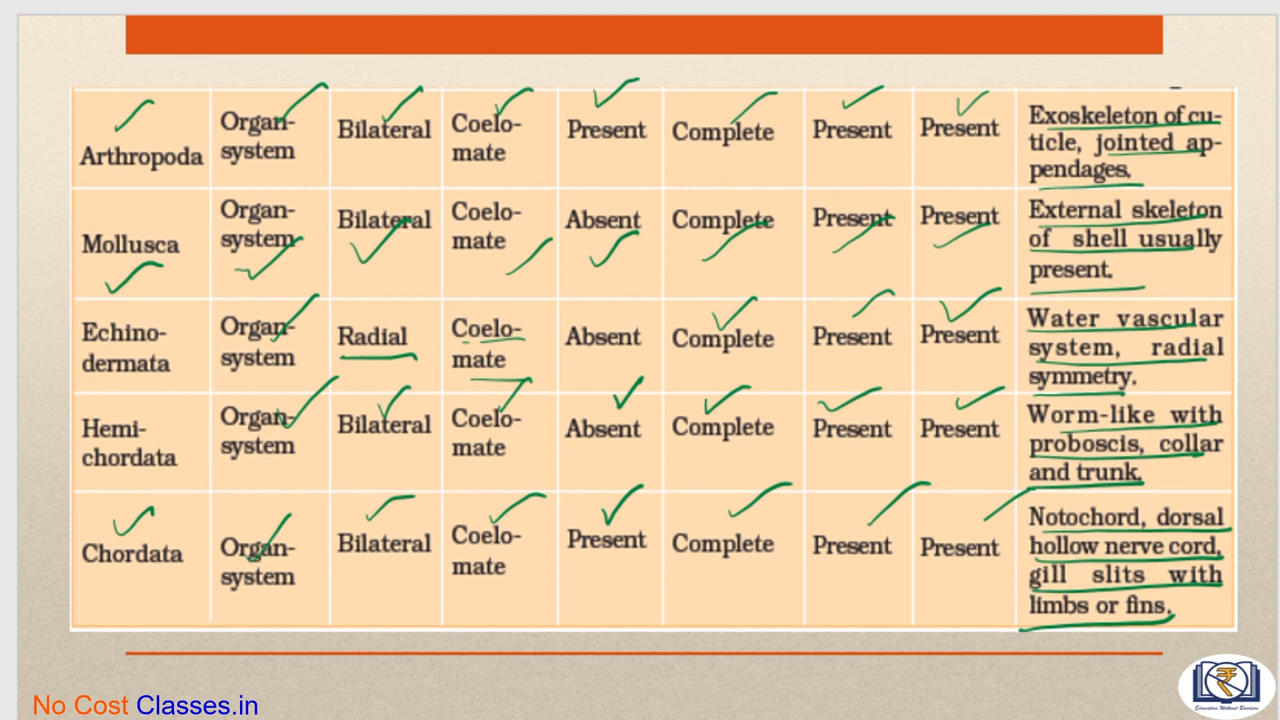 Arthropoda
Organ-
system
Bilateral
Coelo-
mate
Present
Complete
Present
Present
Exoskeleton of cu-
ticle, jointed ap-
pendages.
Mollusca
Organ-
system
Bilateral
Coelo-
mate
Absent
Complete
Present
Present
External skeleton
of shell usually
present.
Echino-
dermata
Organ-
system
Radial
Coelo-
mate
Absent
Complete
Present
Present
Water vascular
system, radial
symmetry.
Hemi-
chordata
Organ-
system
Bilateral
Coelo-
mate
Absent
Complete
Present
Present
Worm-like with
proboscis, collar
and trunk.
Chordata
Organ-
system
Bilateral
Coelo-
mate
Present
Complete
Present
Present
Notochord, dorsal
hollow nerve cord,
gill slits with
limbs or fins.
No Cost Classes.in
₹
Education Without Barriers